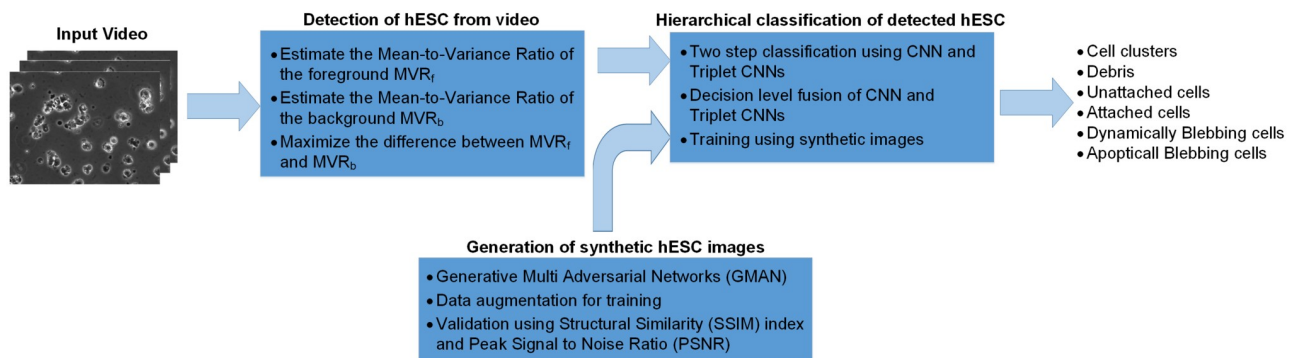 Input Video
Detection of hESC from video
• Estimate the Mean-to-Variance Ratio of
the foreground MVRf
• Estimate the Mean-to-Variance Ratio of
the background MVRb
• Maximize the difference between MVRf
and MVRb
Hierarchical classification of detected hESC
• Two step classification using CNN and
Triplet CNNs
• Decision level fusion of CNN and
Triplet CNNs
• Training using synthetic images
• Cell clusters
• Debris
• Unattached cells
• Attached cells
• Dynamically Blebbing cells
• Apopticall Blebbing cells
Generation of synthetic hESC images
• Generative Multi Adversarial Networks (GMAN)
• Data augmentation for training
• Validation using Structural Similarity (SSIM) index
and Peak Signal to Noise Ratio (PSNR)